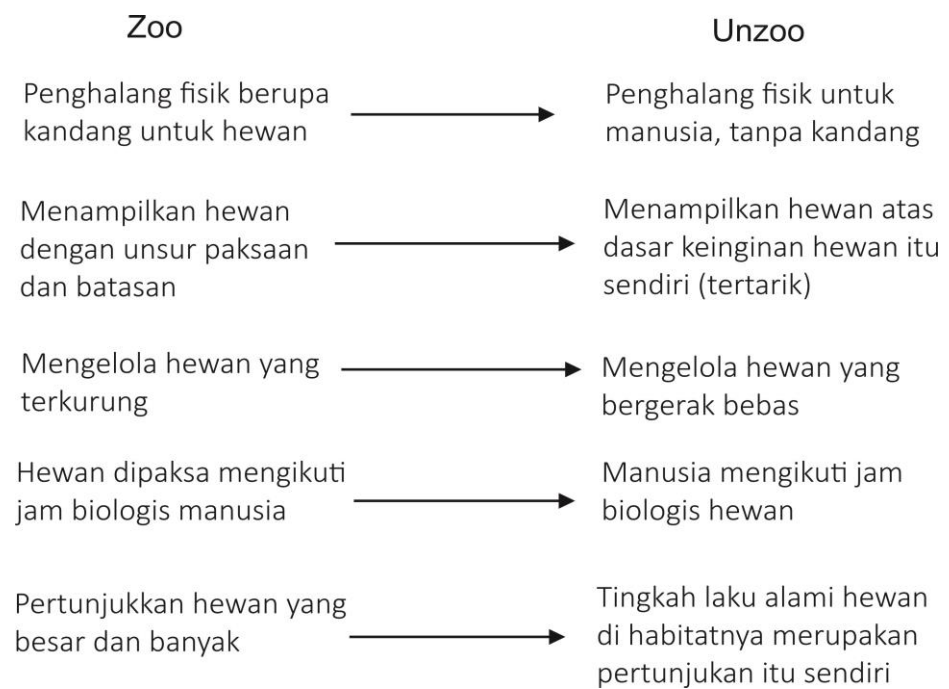 Zoo
Unzoo
Penghalang fisik berupa
kandang untuk hewan
Penghalang fisik untuk
manusia, tanpa kandang
Menampilkan hewan
dengan unsur paksaan
dan batasan
Menampilkan hewan atas
dasar keinginan hewan itu
sendiri (tertarik)
Mengelola hewan yang
terkurung
Mengelola hewan yang
bergerak bebas
Hewan dipaksa mengikuti
jam biologis manusia
Manusia mengikuti jam
biologis hewan
Pertunjukkan hewan yang
besar dan banyak
Tingkah laku alami hewan
di habitatnya merupakan
pertunjukan itu sendiri